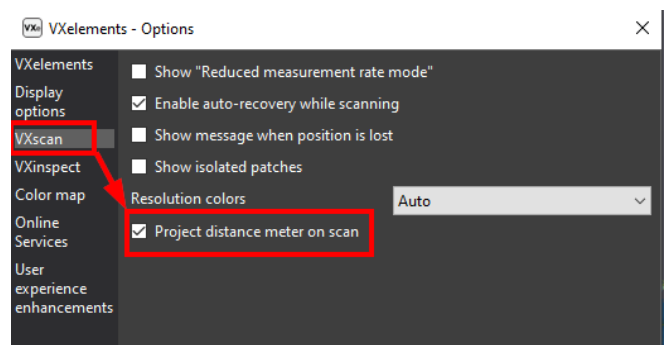 VXe VXelements - Options
VXelements
Display
options
VXscan
VXinspect
Color map
Online
Services
User
experience
enhancements
Show "Reduced measurement rate
mode"
Enable auto-recovery while scanning
Show message when position is lost
Show isolated patches
Resolution colors
Auto
Project distance meter on scan